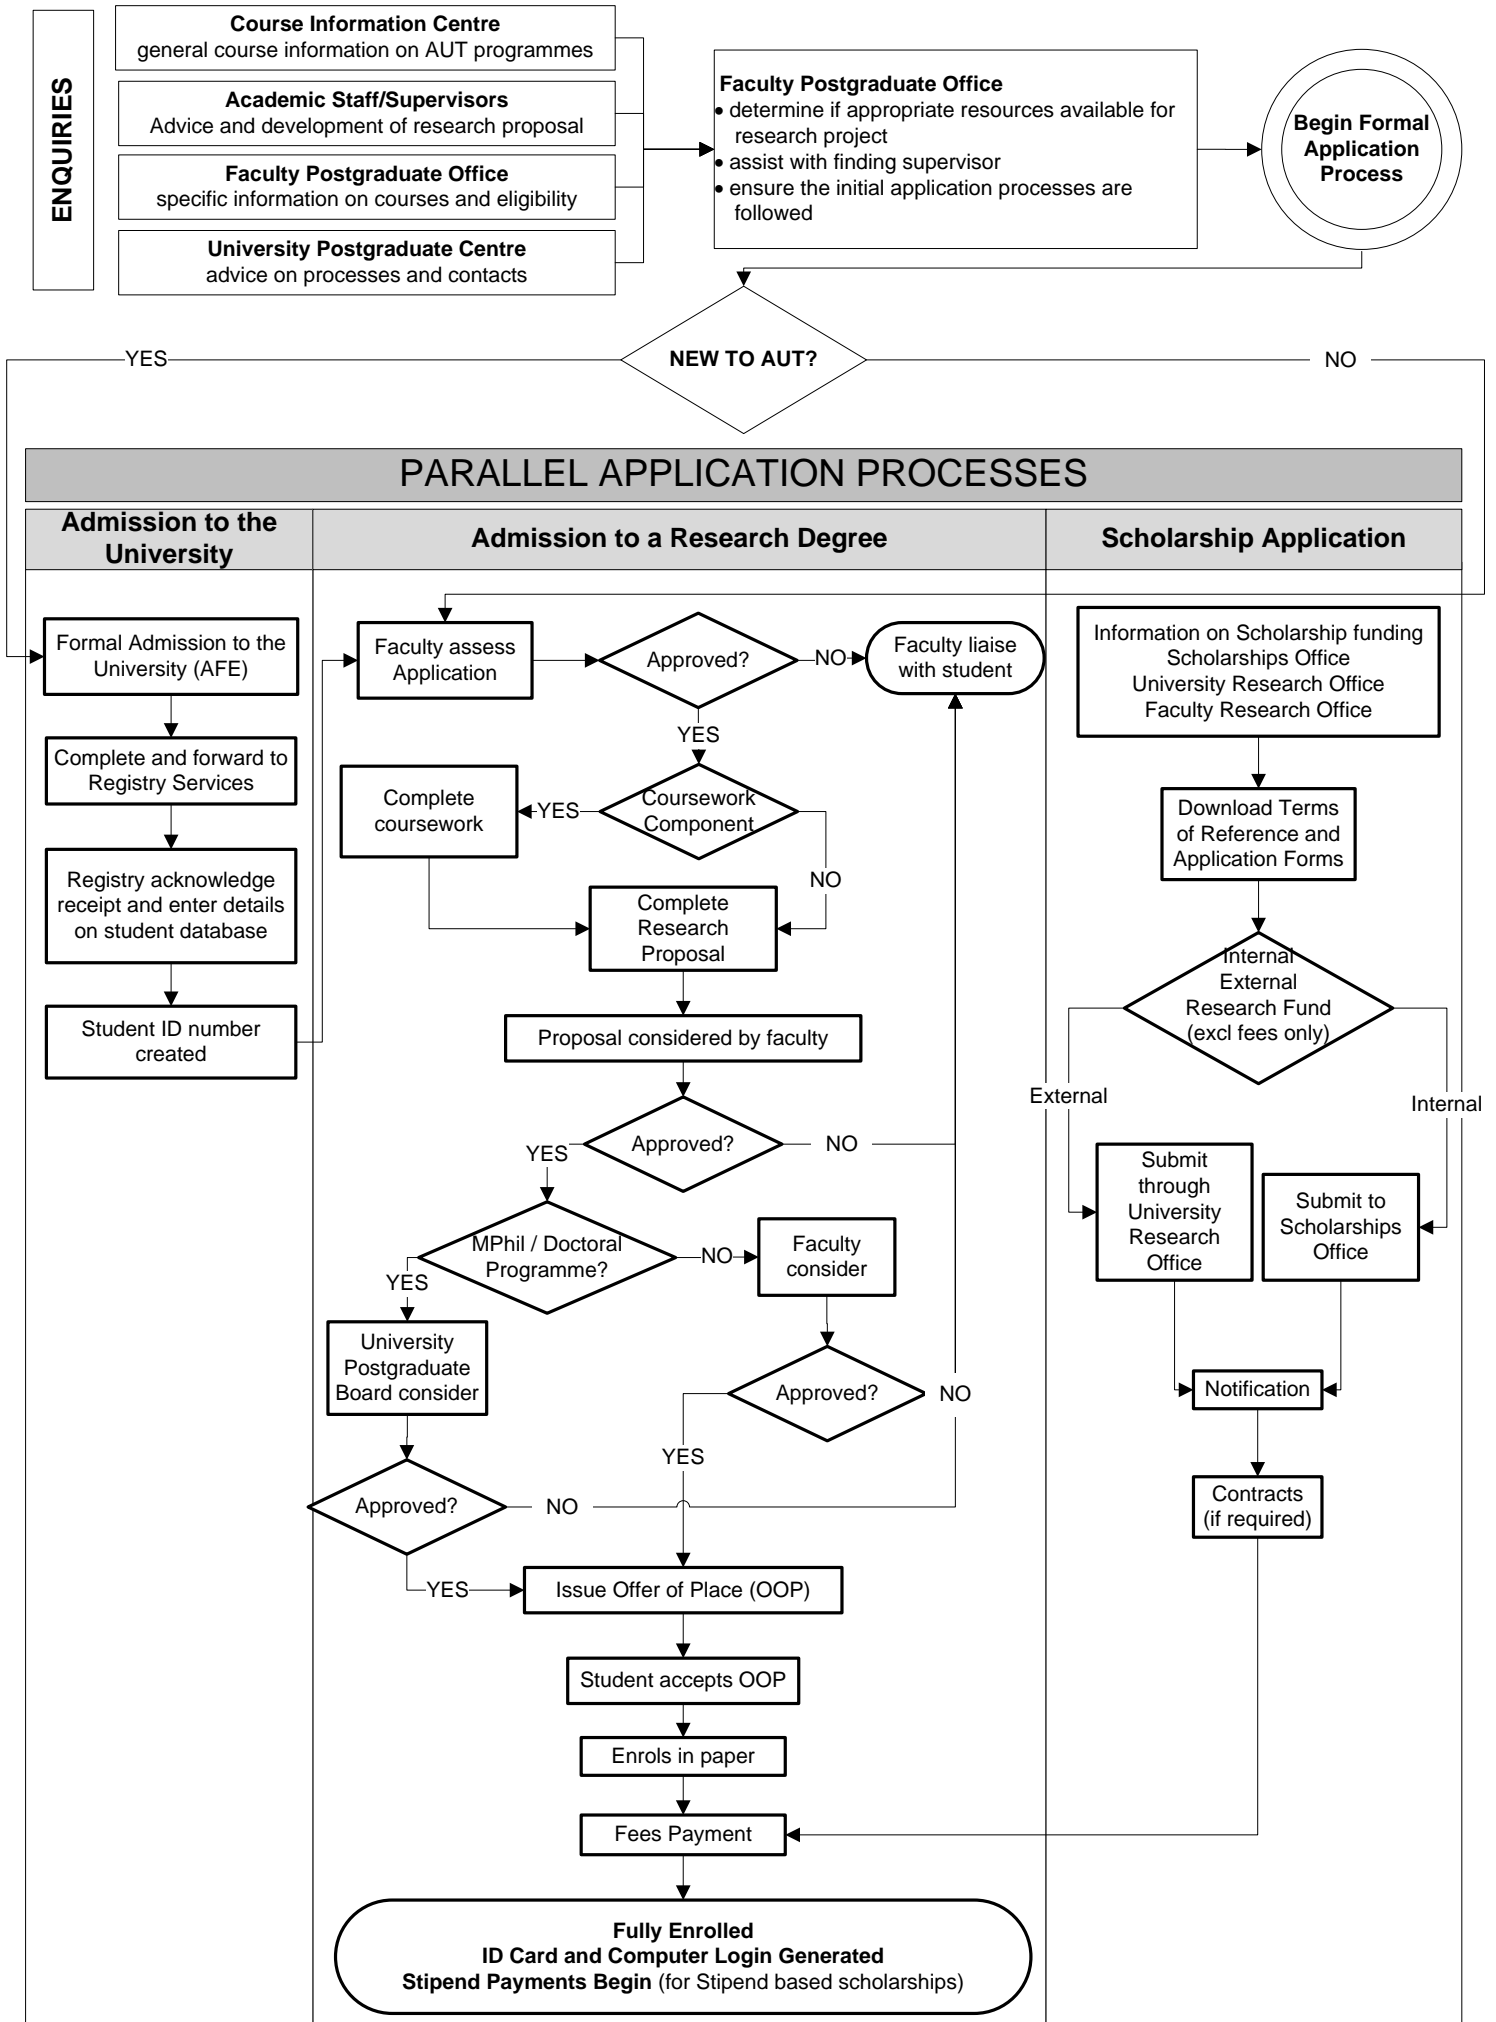 ENQUIRIES
Course Information Centre
general course information on AUT programmes
Academic Staff/Supervisors
Advice and development of research proposal
Faculty Postgraduate Office
specific information on courses and eligibility
University Postgraduate Centre
advice on processes and contacts
Faculty Postgraduate Office
• determine if appropriate resources available for
research project
• assist with finding supervisor
• ensure the initial application processes are
followed
Begin Formal
Application
Process
NEW TO AUT?
YES
NO
PARALLEL APPLICATION PROCESSES
Admission to the
University
Admission to a Research Degree
Scholarship Application
Formal Admission to the
University (AFE)
Complete and forward to
Registry Services
Registry acknowledge
receipt and enter details
on student database
Student ID number
created
Faculty assess
Application
Approved?
NO
Faculty liaise
with student
YES
Coursework
Component
YES
Complete
coursework
NO
Complete
Research
Proposal
Proposal considered by faculty
Approved?
NO
YES
MPhil / Doctoral
Programme?
NO
Faculty
consider
YES
University
Postgraduate
Board consider
Approved?
NO
YES
Approved?
NO
YES
Issue Offer of Place (OOP)
Student accepts OOP
Enrols in paper
Fees Payment
Fully Enrolled
ID Card and Computer Login Generated
Stipend Payments Begin (for Stipend based scholarships)
Information on Scholarship funding
Scholarships Office
University Research Office
Faculty Research Office
Download Terms
of Reference and
Application Forms
Internal
External
Research Fund
(excl fees only)
External
Internal
Submit
through
University
Research
Office
Submit to
Scholarships
Office
Notification
Contracts
(if required)